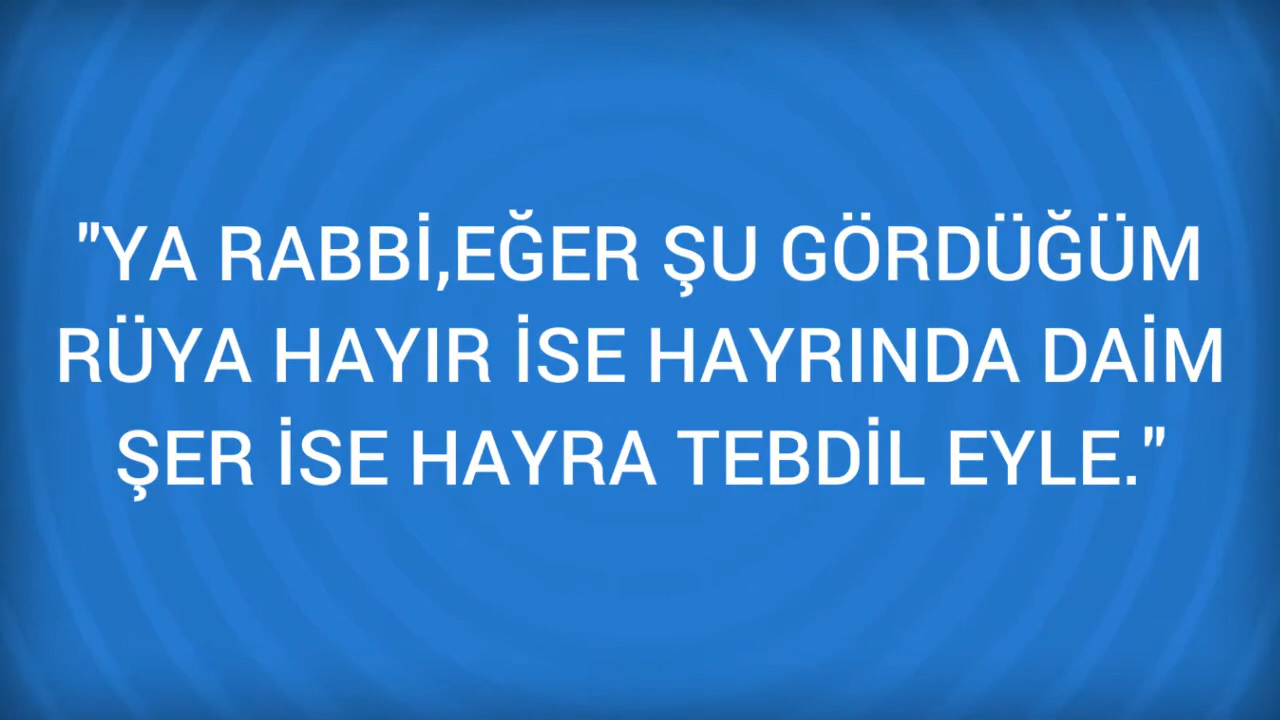 "YA RABBİ,EĞER ŞU GÖRDÜĞÜM
RÜYA HAYIR İSE HAYRINDA DAİM
ŞER İSE HAYRA TEBDİL EYLE."